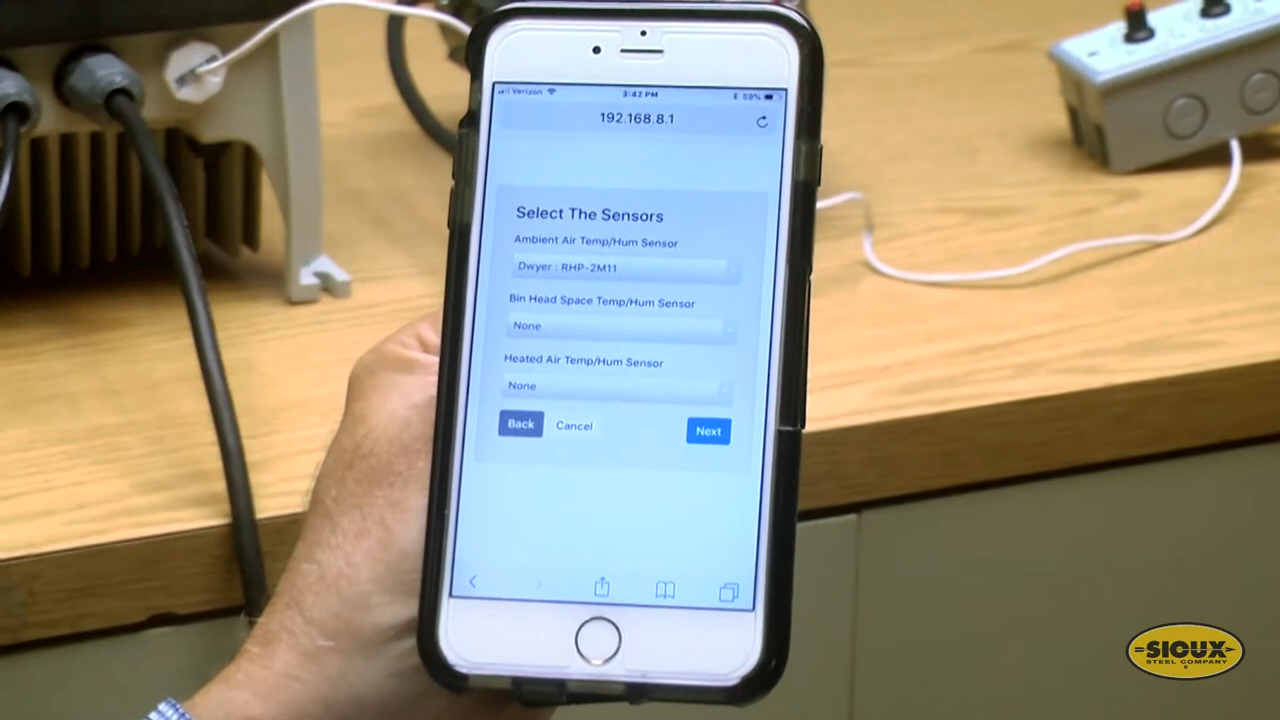 Verizon 3:42 PM 59%
192.168.8.1
Select The Sensors
Ambient Air Temp/Hum Sensor
Dwyer : RHP-2M11
Bin Head Space Temp/Hum Sensor
None
Heated Air Temp/Hum Sensor
None
Back Cancel Next
SIOUX
STEEL COMPANY